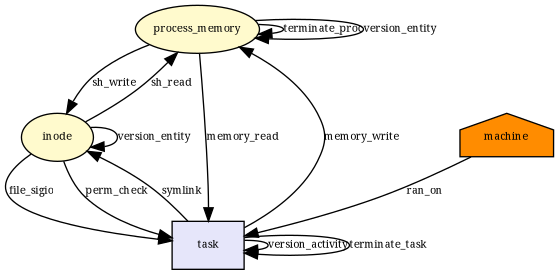 process_memory
terminate_proc
version_entity
sh_write
sh_read
inode
version_entity
memory_read
memory_write
machine
file_sigio
perm_check
symlink
ran_on
task
version_activity
terminate_task